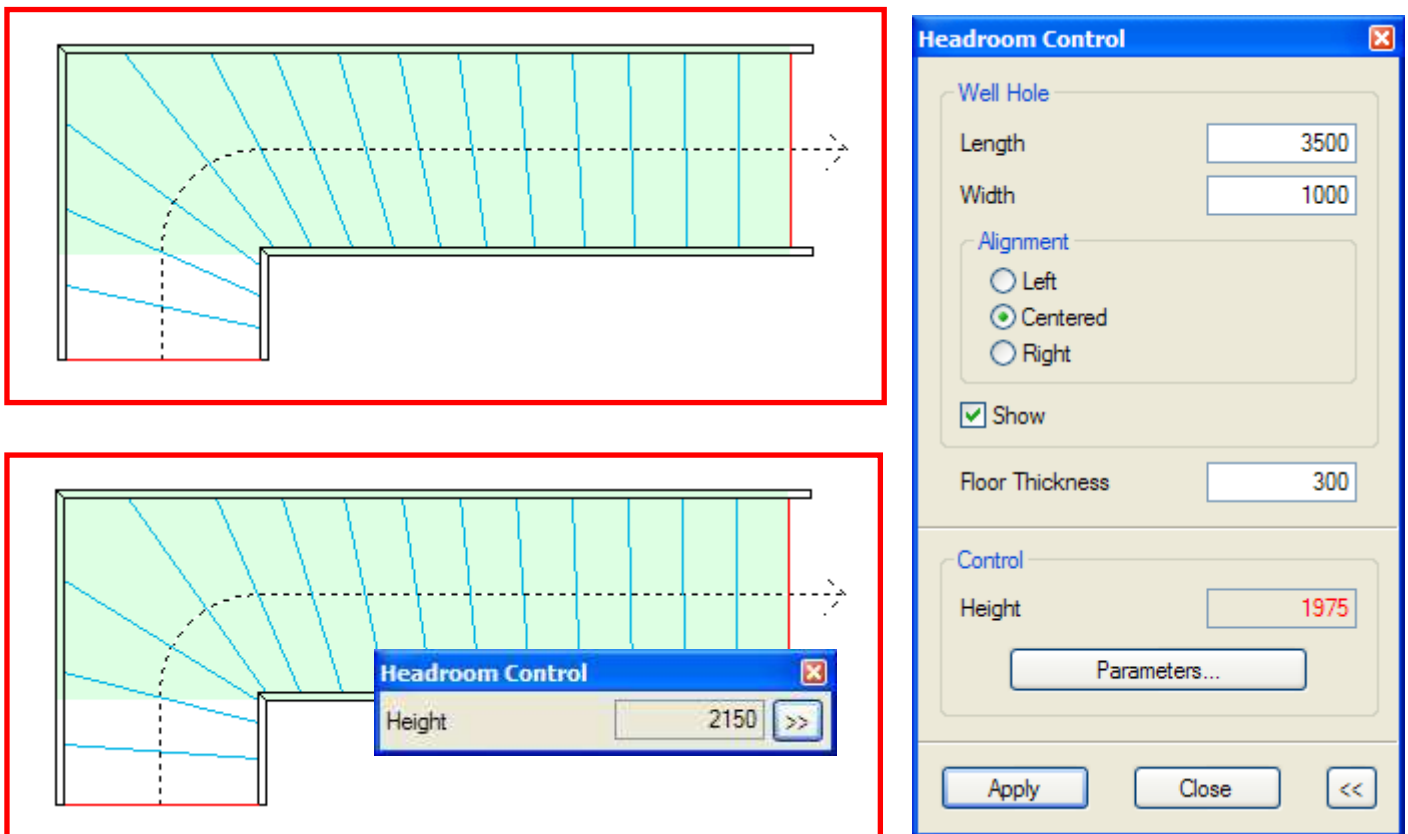 Headroom Control
Well Hole
Length 3500
Width 1000
Alignment
Left
Centered
Right
Show
Floor Thickness 300
Control
Height 1975
Parameters...
Apply Close <<
Headroom Control
Height 2150 >>